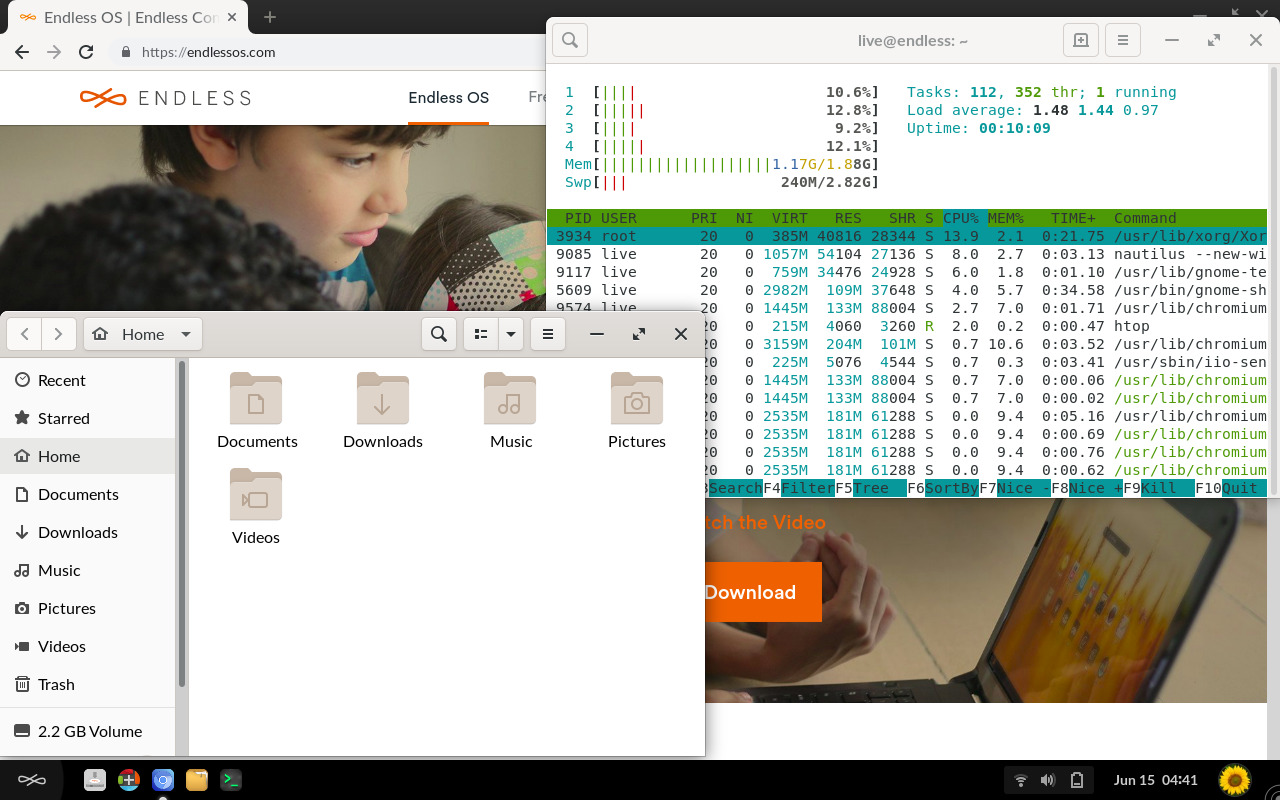 Endless OS | Endless Con
https://endlessos.com
ENDLESS
Endless OS
Fre
live@endless: ~
1 [||||| 10.6%] Tasks: 112, 352 thr; 1 running
2 [|||||| 12.8%] Load average: 1.48 1.44 0.97
3 [||||| 9.2%] Uptime: 00:10:09
4 [|||||| 12.1%]
Mem[||||||||||||||||||||1.17G/1.88G]
Swp[||| 240M/2.82G]
PID USER PRI NI VIRT RES SHR S CPU% MEM% TIME+ Command
3934 root 20 0 385M 40816 28344 S 13.9 2.1 0:21.75 /usr/lib/xorg/Xor
9085 live 20 0 1057M 54104 27136 S 8.0 2.7 0:03.13 nautilus --new-wi
9117 live 20 0 759M 34476 24928 S 6.0 1.8 0:01.10 /usr/lib/gnome-te
5609 live 20 0 2982M 109M 37648 S 4.0 5.7 0:34.58 /usr/bin/gnome-sh
9574 live 20 0 1445M 133M 88004 S 2.7 7.0 0:01.71 /usr/lib/chromium
20 0 215M 4060 3260 R 2.0 0.2 0:00.47 htop
20 0 3159M 204M 101M S 0.7 10.6 0:03.52 /usr/lib/chromium
20 0 225M 5076 4544 S 0.7 0.3 0:03.41 /usr/sbin/iio-sen
20 0 1445M 133M 88004 S 0.7 7.0 0:00.06 /usr/lib/chromium
20 0 1445M 133M 88004 S 0.7 7.0 0:00.02 /usr/lib/chromium
20 0 2535M 181M 61288 S 0.0 9.4 0:05.16 /usr/lib/chromium
20 0 2535M 181M 61288 S 0.0 9.4 0:00.69 /usr/lib/chromium
20 0 2535M 181M 61288 S 0.0 9.4 0:00.76 /usr/lib/chromium
20 0 2535M 181M 61288 S 0.0 9.4 0:00.62 /usr/lib/chromium
SearchF4FilterF5Tree F6SortByF7Nice -F8Nice +F9Kill F10Quit
Home
Recent
Starred
Home
Documents
Downloads
Music
Pictures
Videos
Trash
2.2 GB Volume
Documents
Downloads
Music
Pictures
Videos
tch the Video
Download
Jun 15 04:41